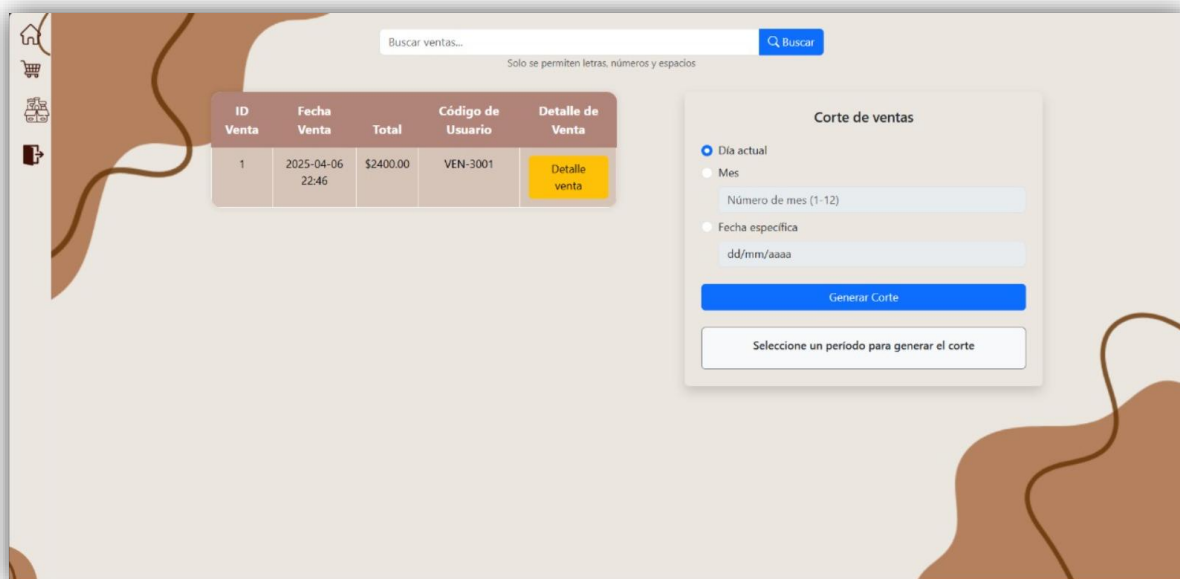 Buscar ventas...
Buscar
Solo se permiten letras, números y espacios
ID Venta
Fecha Venta
Total
Código de Usuario
Detalle de Venta
1
2025-04-06 22:46
$2400.00
VEN-3001
Detalle venta
Corte de ventas
Día actual
Mes
Número de mes (1-12)
Fecha específica
dd/mm/aaaa
Generar Corte
Seleccione un período para generar el corte